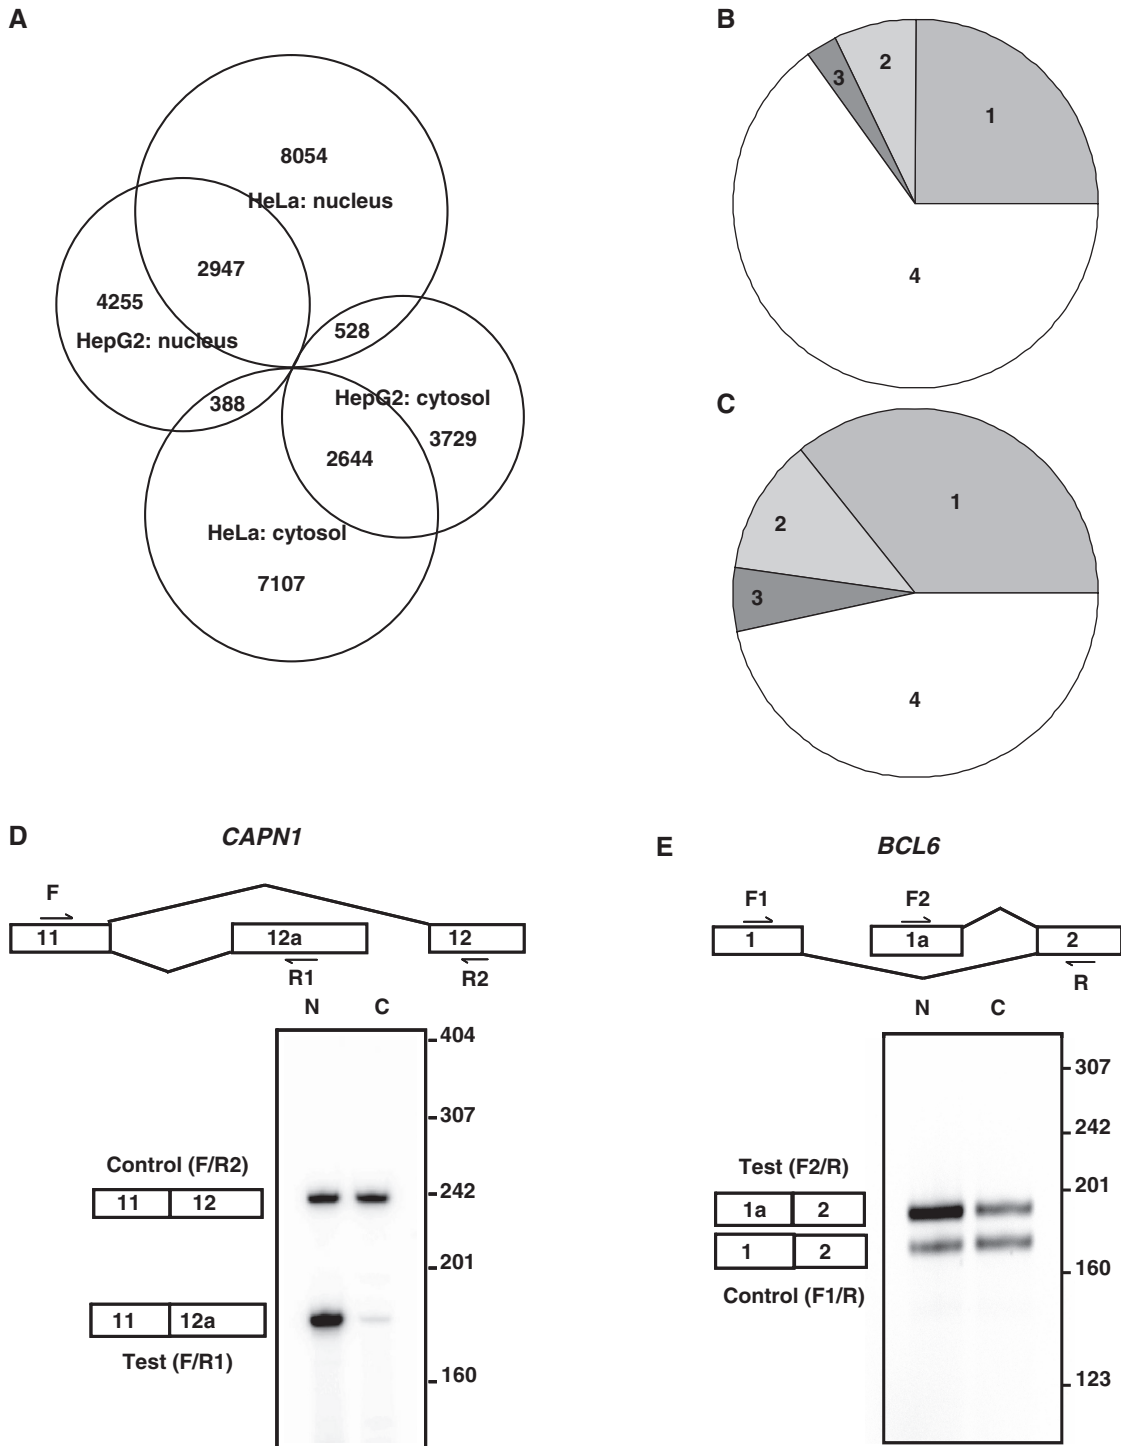 A
8054
HeLa: nucleus
2947
4255
HepG2: nucleus
528
388
HepG2: cytosol
3729
2644
HeLa: cytosol
7107
B
1
2
3
4
C
1
2
3
4
D
CAPN1
F
11
12a
12
R1
R2
N C
404
307
242
201
160
Control (F/R2)
11 12
11 12a
Test (F/R1)
E
BCL6
F1
F2
1
1a
2
R
N C
307
242
201
160
123
Test (F2/R)
1a 2
1 2
Control (F1/R)